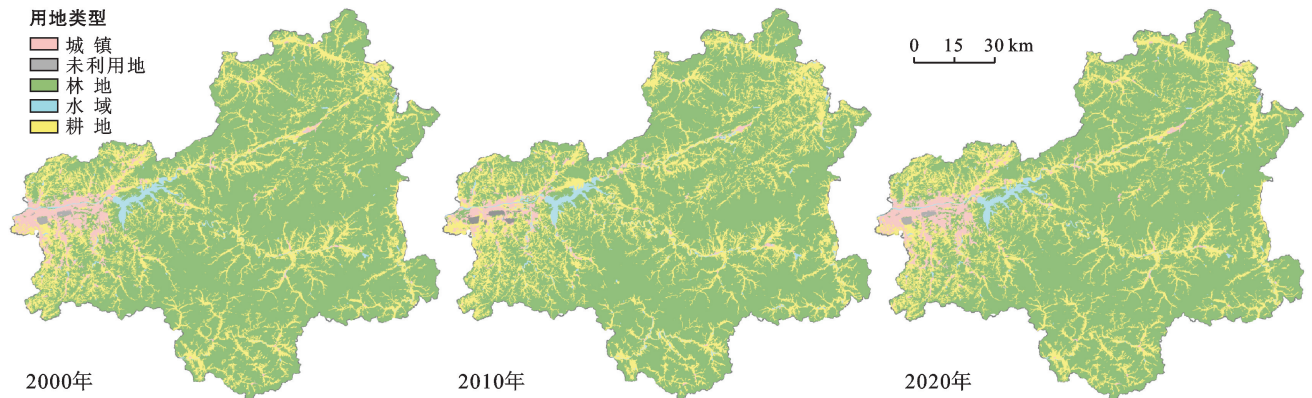 用地类型
城 镇
未利用地
林 地
水 域
耕 地
0 15 30 km
2000年
2010年
2020年